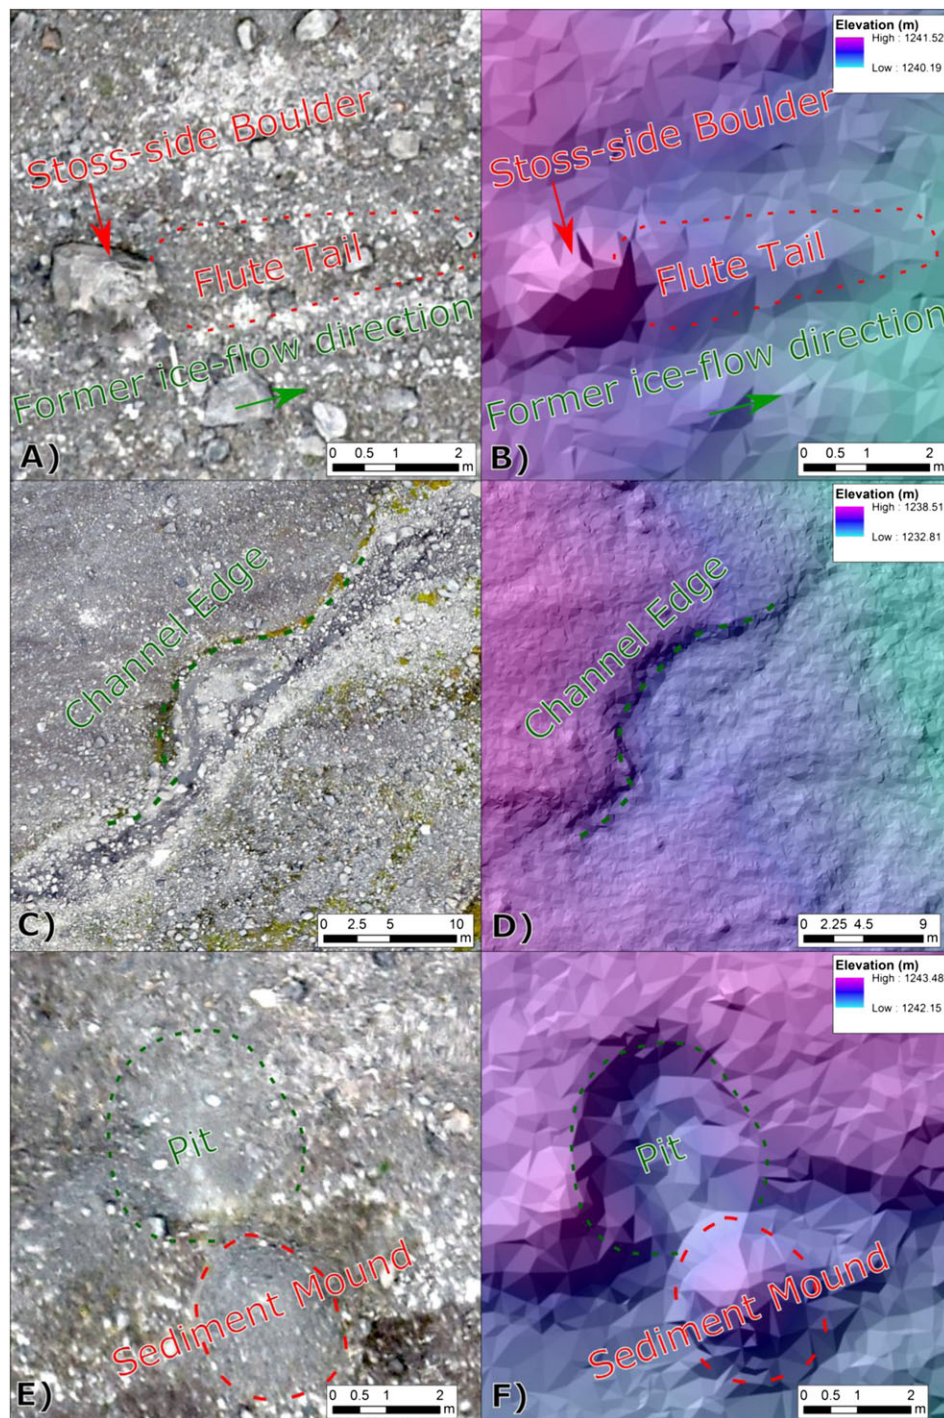 Stoss-side Boulder
Flute Tail
Former ice-flow direction
A)
0 0.5 1 2
m
Elevation (m)
High : 1241.52
Low : 1240.19
Stoss-side Boulder
Flute Tail
Former ice-flow direction
B)
0 0.5 1 2
m
Channel Edge
C)
0 2.5 5 10
m
Elevation (m)
High : 1238.51
Low : 1232.81
Channel Edge
D)
0 2.25 4.5 9
m
Pit
Sediment Mound
E)
0 0.5 1 2
m
Elevation (m)
High : 1243.48
Low : 1242.15
Pit
Sediment Mound
F)
0 0.5 1 2
m